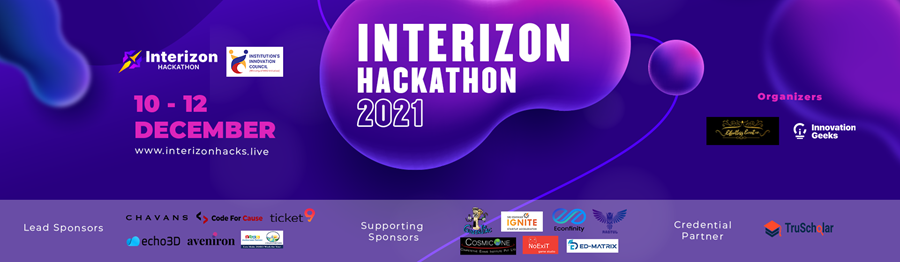 Interizon
HACKATHON
INSTITUTION'S
INNOVATION
COUNCIL
10 - 12
DECEMBER
www.interizonhacks.live
INTERIZON
HACKATHON
2021
Organizers
Innovation
Geeks
Lead Sponsors
CHAVANS
Code For Cause
ticket9
echo3D
aveniron
Supporting
Sponsors
IGNITE
Econfinity
COSMICONE
NoExiT
ED-MATRIX
Credential
Partner
TruScholar